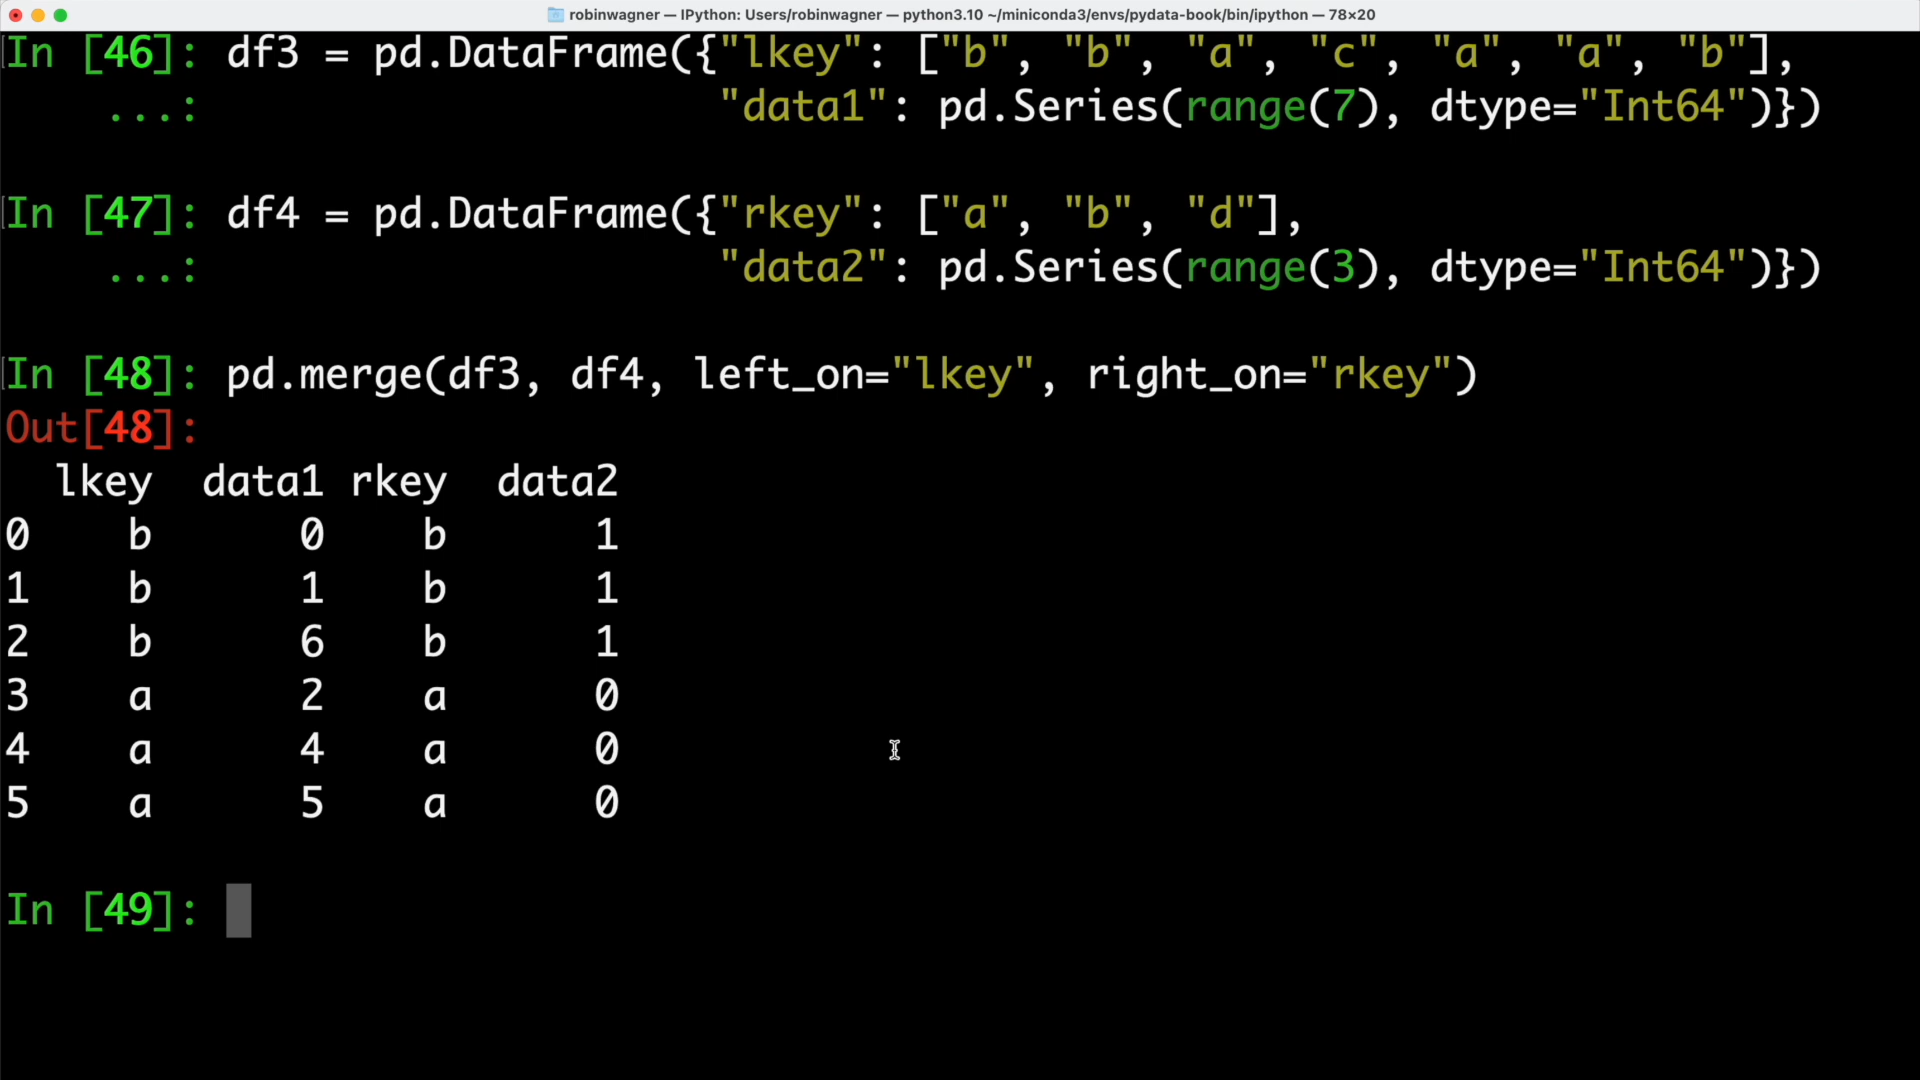 robinwagner — IPython: Users/robinwagner — python3.10 ~/miniconda3/envs/pydata-book/bin/ipython — 78×20
In [46]: df3 = pd.DataFrame({"lkey": ["b", "b", "a", "c", "a", "a", "b"],
    ...:                     "data1": pd.Series(range(7), dtype="Int64")})
In [47]: df4 = pd.DataFrame({"rkey": ["a", "b", "d"],
    ...:                     "data2": pd.Series(range(3), dtype="Int64")})
In [48]: pd.merge(df3, df4, left_on="lkey", right_on="rkey")
Out[48]:
  lkey  data1 rkey  data2
0    b      0    b      1
1    b      1    b      1
2    b      6    b      1
3    a      2    a      0
4    a      4    a      0
5    a      5    a      0
In [49]: